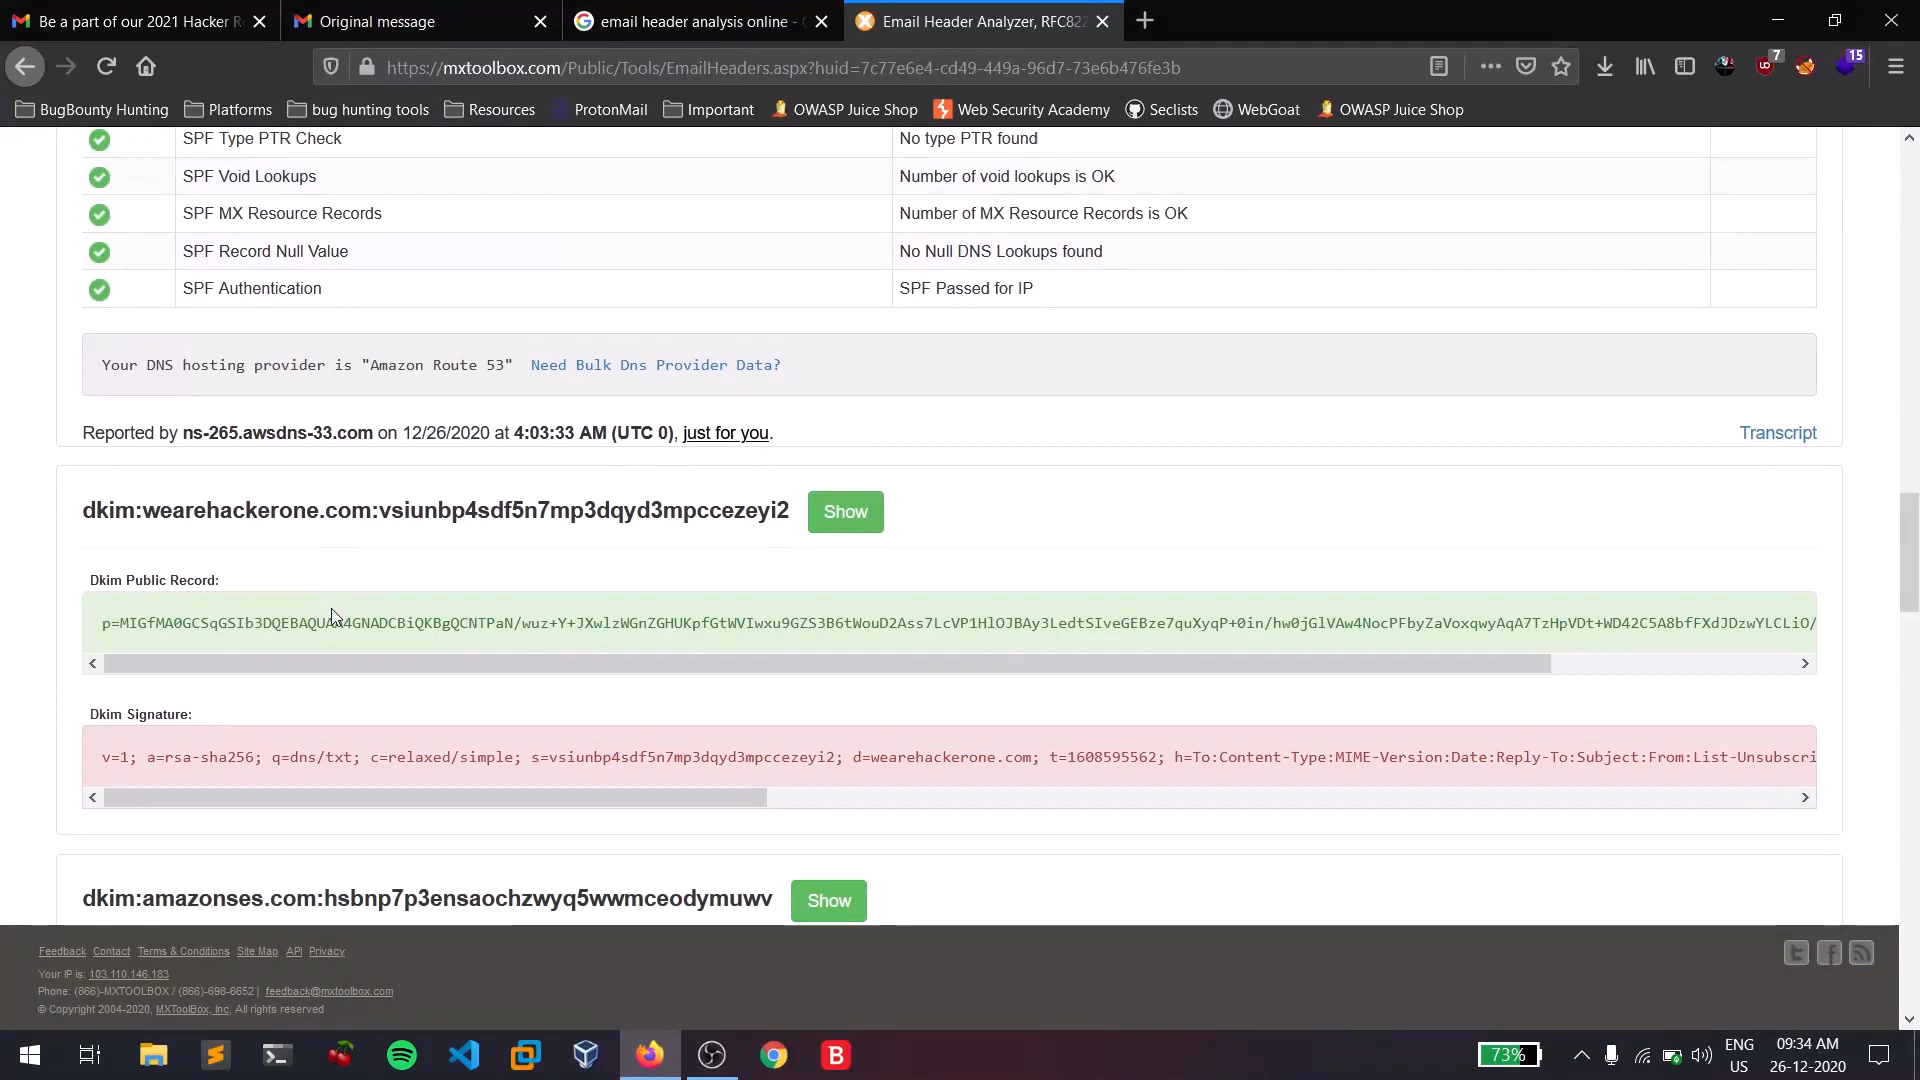 Be a part of our 2021 Hacker R
Original message
email header analysis online -
Email Header Analyzer, RFC822
https://mxtoolbox.com/Public/Tools/EmailHeaders.aspx?huid=7c77e6e4-cd49-449a-96d7-73e6b476fe3b
7
15
BugBounty Hunting
Platforms
bug hunting tools
Resources
ProtonMail
Important
OWASP Juice Shop
Web Security Academy
Seclists
WebGoat
OWASP Juice Shop
SPF Type PTR Check No type PTR found
SPF Void Lookups Number of void lookups is OK
SPF MX Resource Records Number of MX Resource Records is OK
SPF Record Null Value No Null DNS Lookups found
SPF Authentication SPF Passed for IP
Your DNS hosting provider is "Amazon Route 53" Need Bulk Dns Provider Data?
Reported by ns-265.awsdns-33.com on 12/26/2020 at 4:03:33 AM (UTC 0), just for you. Transcript
dkim:wearehackerone.com:vsiunbp4sdf5n7mp3dqyd3mpccezeyi2 Show
Dkim Public Record:
Dkim Signature:
v=1; a=rsa-sha256; q=dns/txt; c=relaxed/simple; s=vsiunbp4sdf5n7mp3dqyd3mpccezeyi2; d=wearehackerone.com; t=1608595562; h=To:Content-Type:MIME-Version:Date:Reply-To:Subject:From:List-Unsubscri
dkim:amazonses.com:hsbnp7p3ensaochzwyq5wwmceodymuwv Show
Feedback Contact Terms & Conditions Site Map API Privacy
Your IP is: 103.110.146.183
Phone: (866)-MXTOOLBOX / (866)-698-6652 | feedback@mxtoolbox.com
© Copyright 2004-2020, MXToolBox, Inc, All rights reserved
73%
ENG
US
09:34 AM
26-12-2020